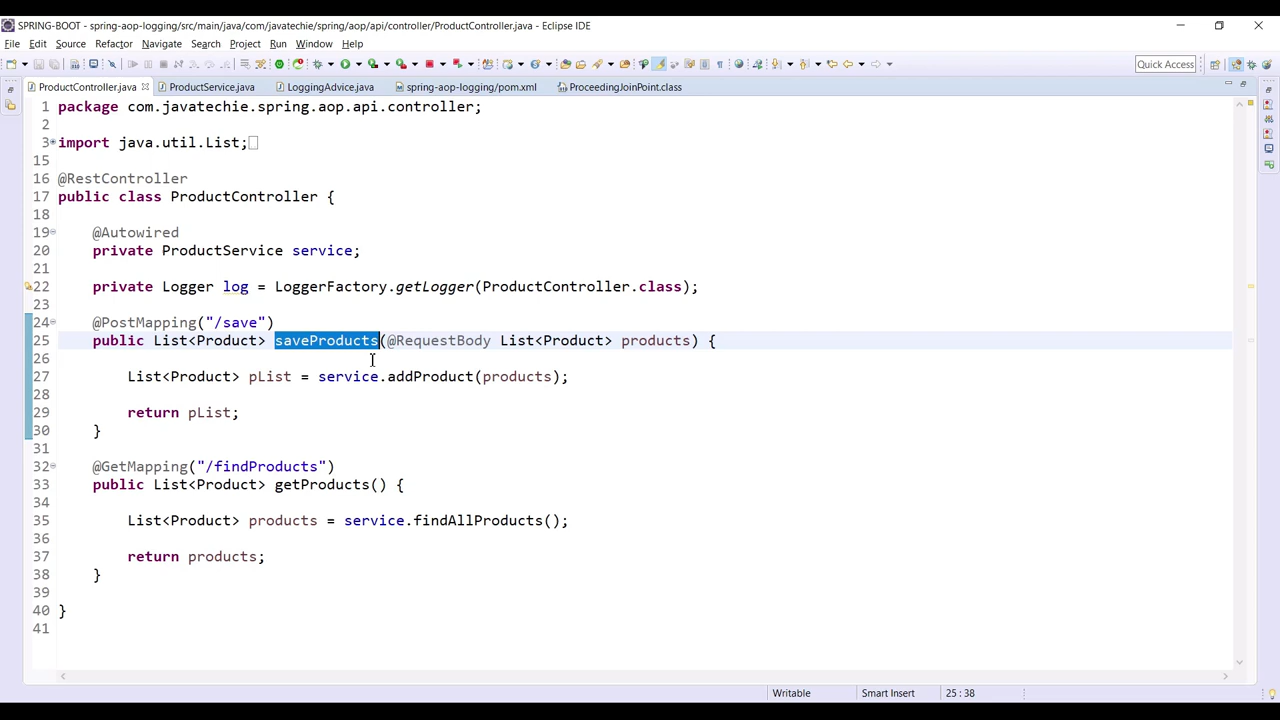 SPRING-BOOT - spring-aop-logging/src/main/java/com/javatechie/spring/aop/api/controller/ProductController.java - Eclipse IDE
File Edit Source Refactor Navigate Search Project Run Window Help
Quick Access
ProductController.java ProductService.java LoggingAdvice.java spring-aop-logging/pom.xml ProceedingJoinPoint.class
1 package com.javatechie.spring.aop.api.controller;
2
3 import java.util.List;
15
16 @RestController
17 public class ProductController {
18
19 @Autowired
20 private ProductService service;
21
22 private Logger log = LoggerFactory.getLogger(ProductController.class);
23
24 @PostMapping("/save")
25 public List<Product> saveProducts(@RequestBody List<Product> products) {
26
27 List<Product> pList = service.addProduct(products);
28
29 return pList;
30 }
31
32 @GetMapping("/findProducts")
33 public List<Product> getProducts() {
34
35 List<Product> products = service.findAllProducts();
36
37 return products;
38 }
39
40 }
41
Writable Smart Insert 25 : 38